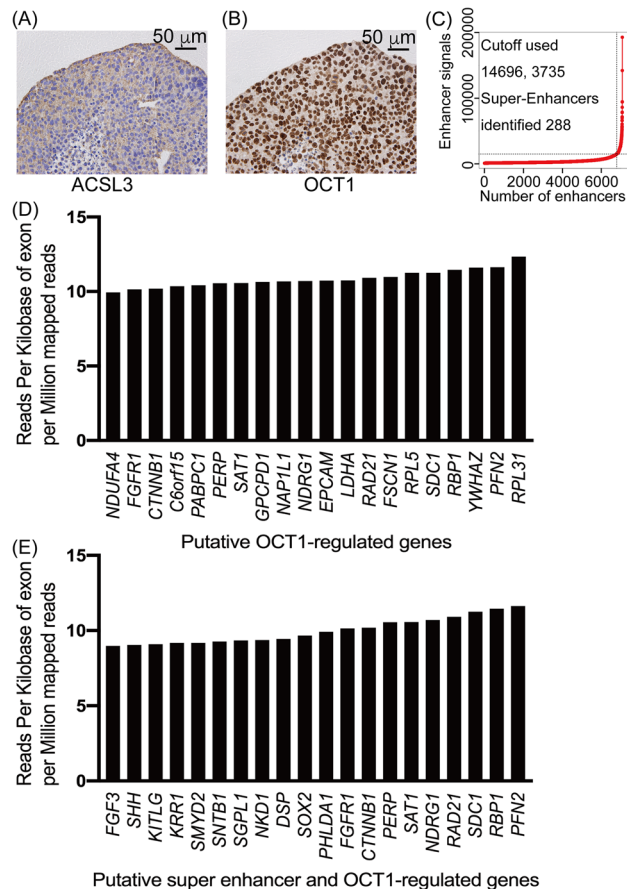 (A)
50 μm
ACSL3
(B)
50 μm
OCT1
(C)
Enhancer signals
200000
100000
0
Cutoff used
14696, 3735
Super-Enhancers
identified 288
0 2000 4000 6000
Number of enhancers
(D)
Reads Per Kilobase of exon
per Million mapped reads
15
10
5
0
NDUFA4
FGFR1
CTNNB1
C6orf15
PABPC1
PERP
SAT1
GPCPD1
NAP1L1
NDRG1
EPCAM
LDHA
RAD21
FSCN1
RPL5
SDC1
RBP1
YWHAZ
PFN2
RPL31
Putative OCT1-regulated genes
(E)
Reads Per Kilobase of exon
per Million mapped reads
15
10
5
0
FGF3
SHH
KITLG
KRR1
SMYD2
SNTB1
SGPL1
NKD1
DSP
SOX2
PHLDA1
FGFR1
CTNNB1
PERP
SAT1
NDRG1
RAD21
SDC1
RBP1
PFN2
Putative super enhancer and OCT1-regulated genes